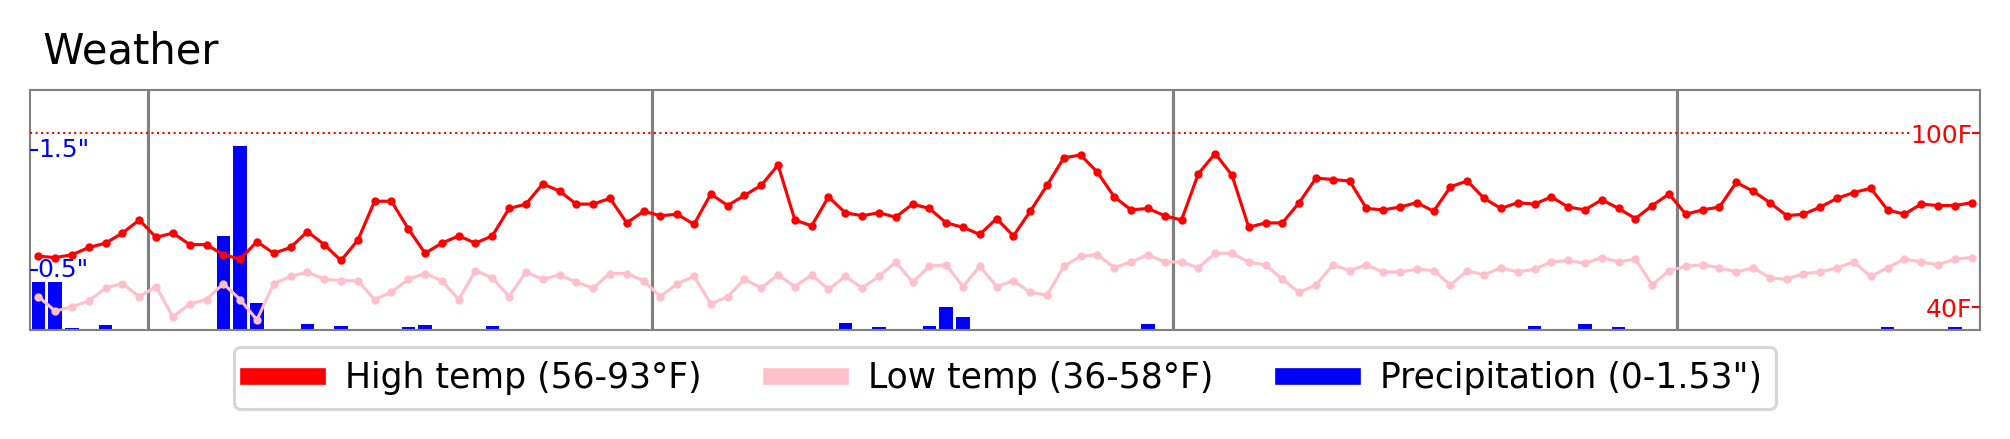 Weather
1.5"
100F
0.5"
40F
High temp (56-93°F)
Low temp (36-58°F)
Precipitation (0-1.53")